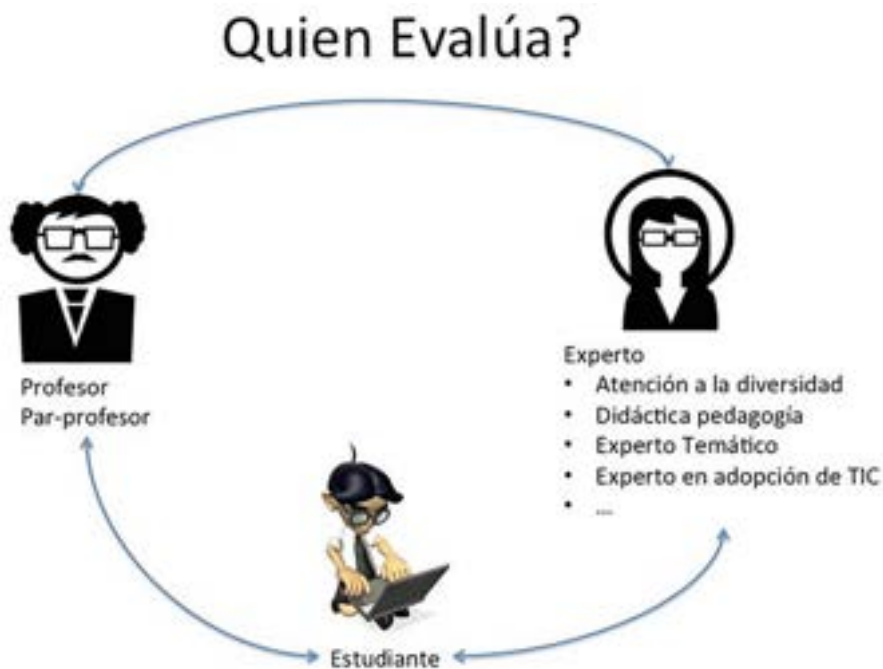 Quien Evalúa?
Profesor
Par-profesor
Experto
• Atención a la diversidad
• Didáctica pedagogía
• Experto Temático
• Experto en adopción de TIC
• ...
Estudiante